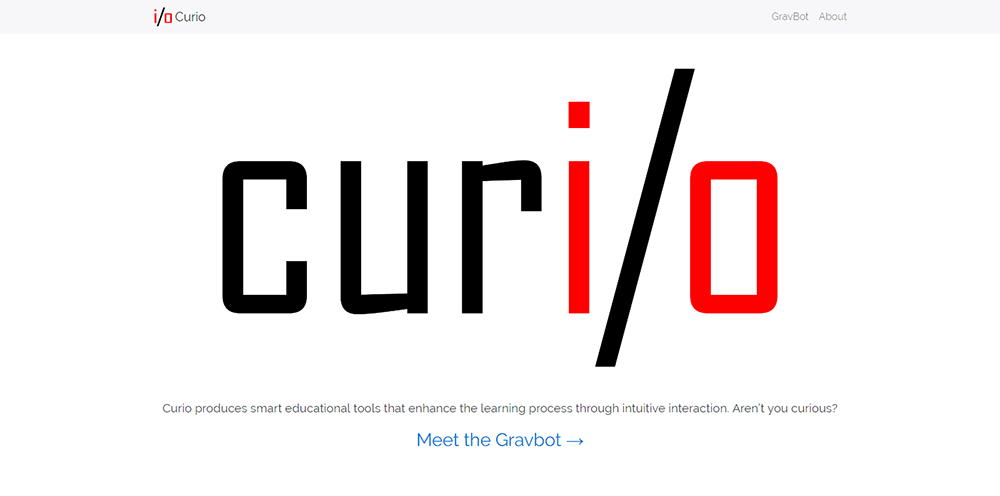 i/o Curio
GravBot About
curi/o
Curio produces smart educational tools that enhance the learning process through intuitive interaction. Aren't you curious?
Meet the Gravbot →